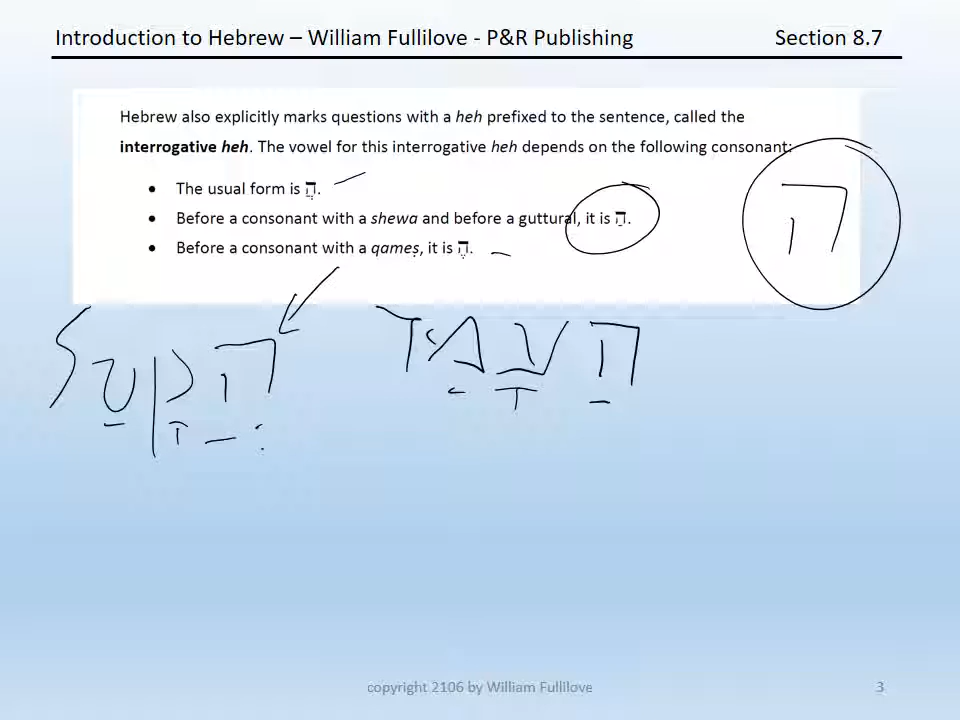 Introduction to Hebrew – William Fullilove - P&R Publishing Section 8.7
Hebrew also explicitly marks questions with a heh prefixed to the sentence, called the
interrogative heh. The vowel for this interrogative heh depends on the following consonant:
• The usual form is הֲ.
• Before a consonant with a shewa and before a guttural, it is הַ.
• Before a consonant with a qameṣ, it is הֶ.
ה
copyright 2106 by William Fullilove 3